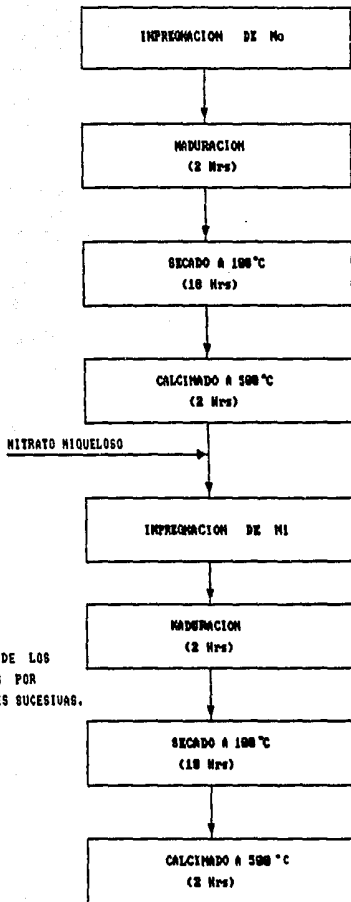 IMPREGNACION DE Mo
MADURACION
(2 Hrs)
SECADO A 100°C
(18 Hrs)
CALCINADO A 500°C
(2 Hrs)
NITRATO NIQUELOSO
IMPREGNACION DE Ni
MADURACION
(2 Hrs)
DE LOS
POR
ES SUCESIVAS.
SECADO A 100°C
(18 Hrs)
CALCINADO A 500°C
(2 Hrs)